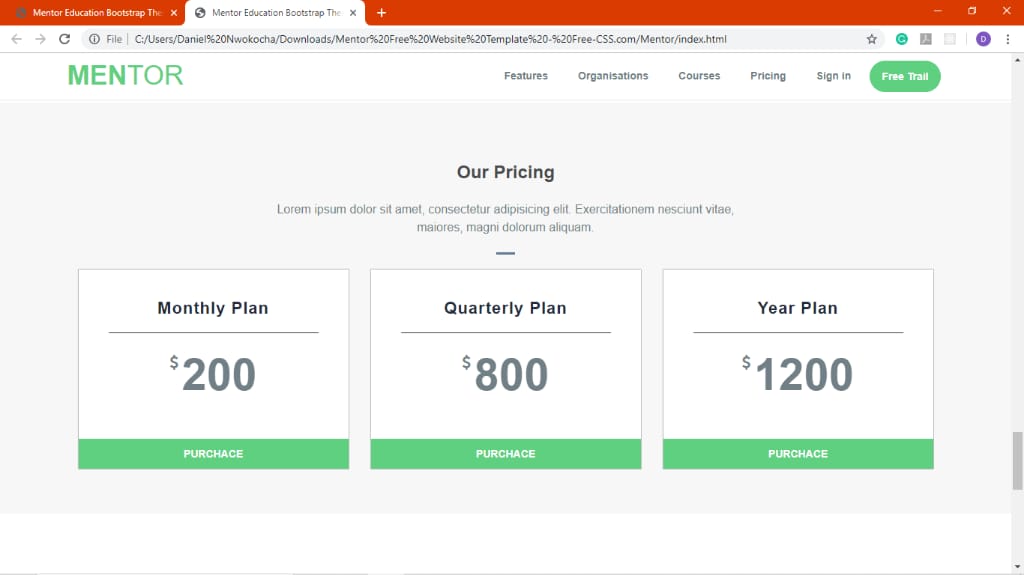 Mentor Education Bootstrap The
Mentor Education Bootstrap The
File
C:/Users/Daniel%20Nwokocha/Downloads/Mentor%20Free%20Website%20Template%20-%20Free-CSS.com/Mentor/index.html
D
MENTOR
Features
Organisations
Courses
Pricing
Sign in
Free Trail
Our Pricing
Lorem ipsum dolor sit amet, consectetur adipisicing elit. Exercitationem nesciunt vitae,
maiores, magni dolorum aliquam.
Monthly Plan
$200
PURCHACE
Quarterly Plan
$800
PURCHACE
Year Plan
$1200
PURCHACE